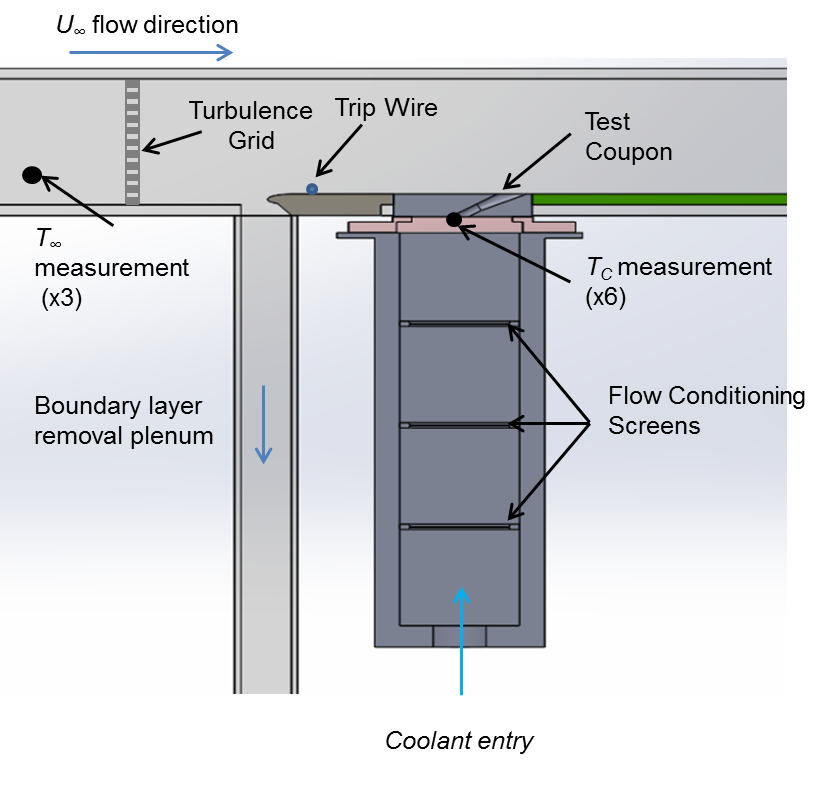 U∞ flow direction
Turbulence
Grid
Trip Wire
Test
Coupon
T∞
measurement
(x3)
TC measurement
(x6)
Boundary layer
removal plenum
Flow Conditioning
Screens
Coolant entry